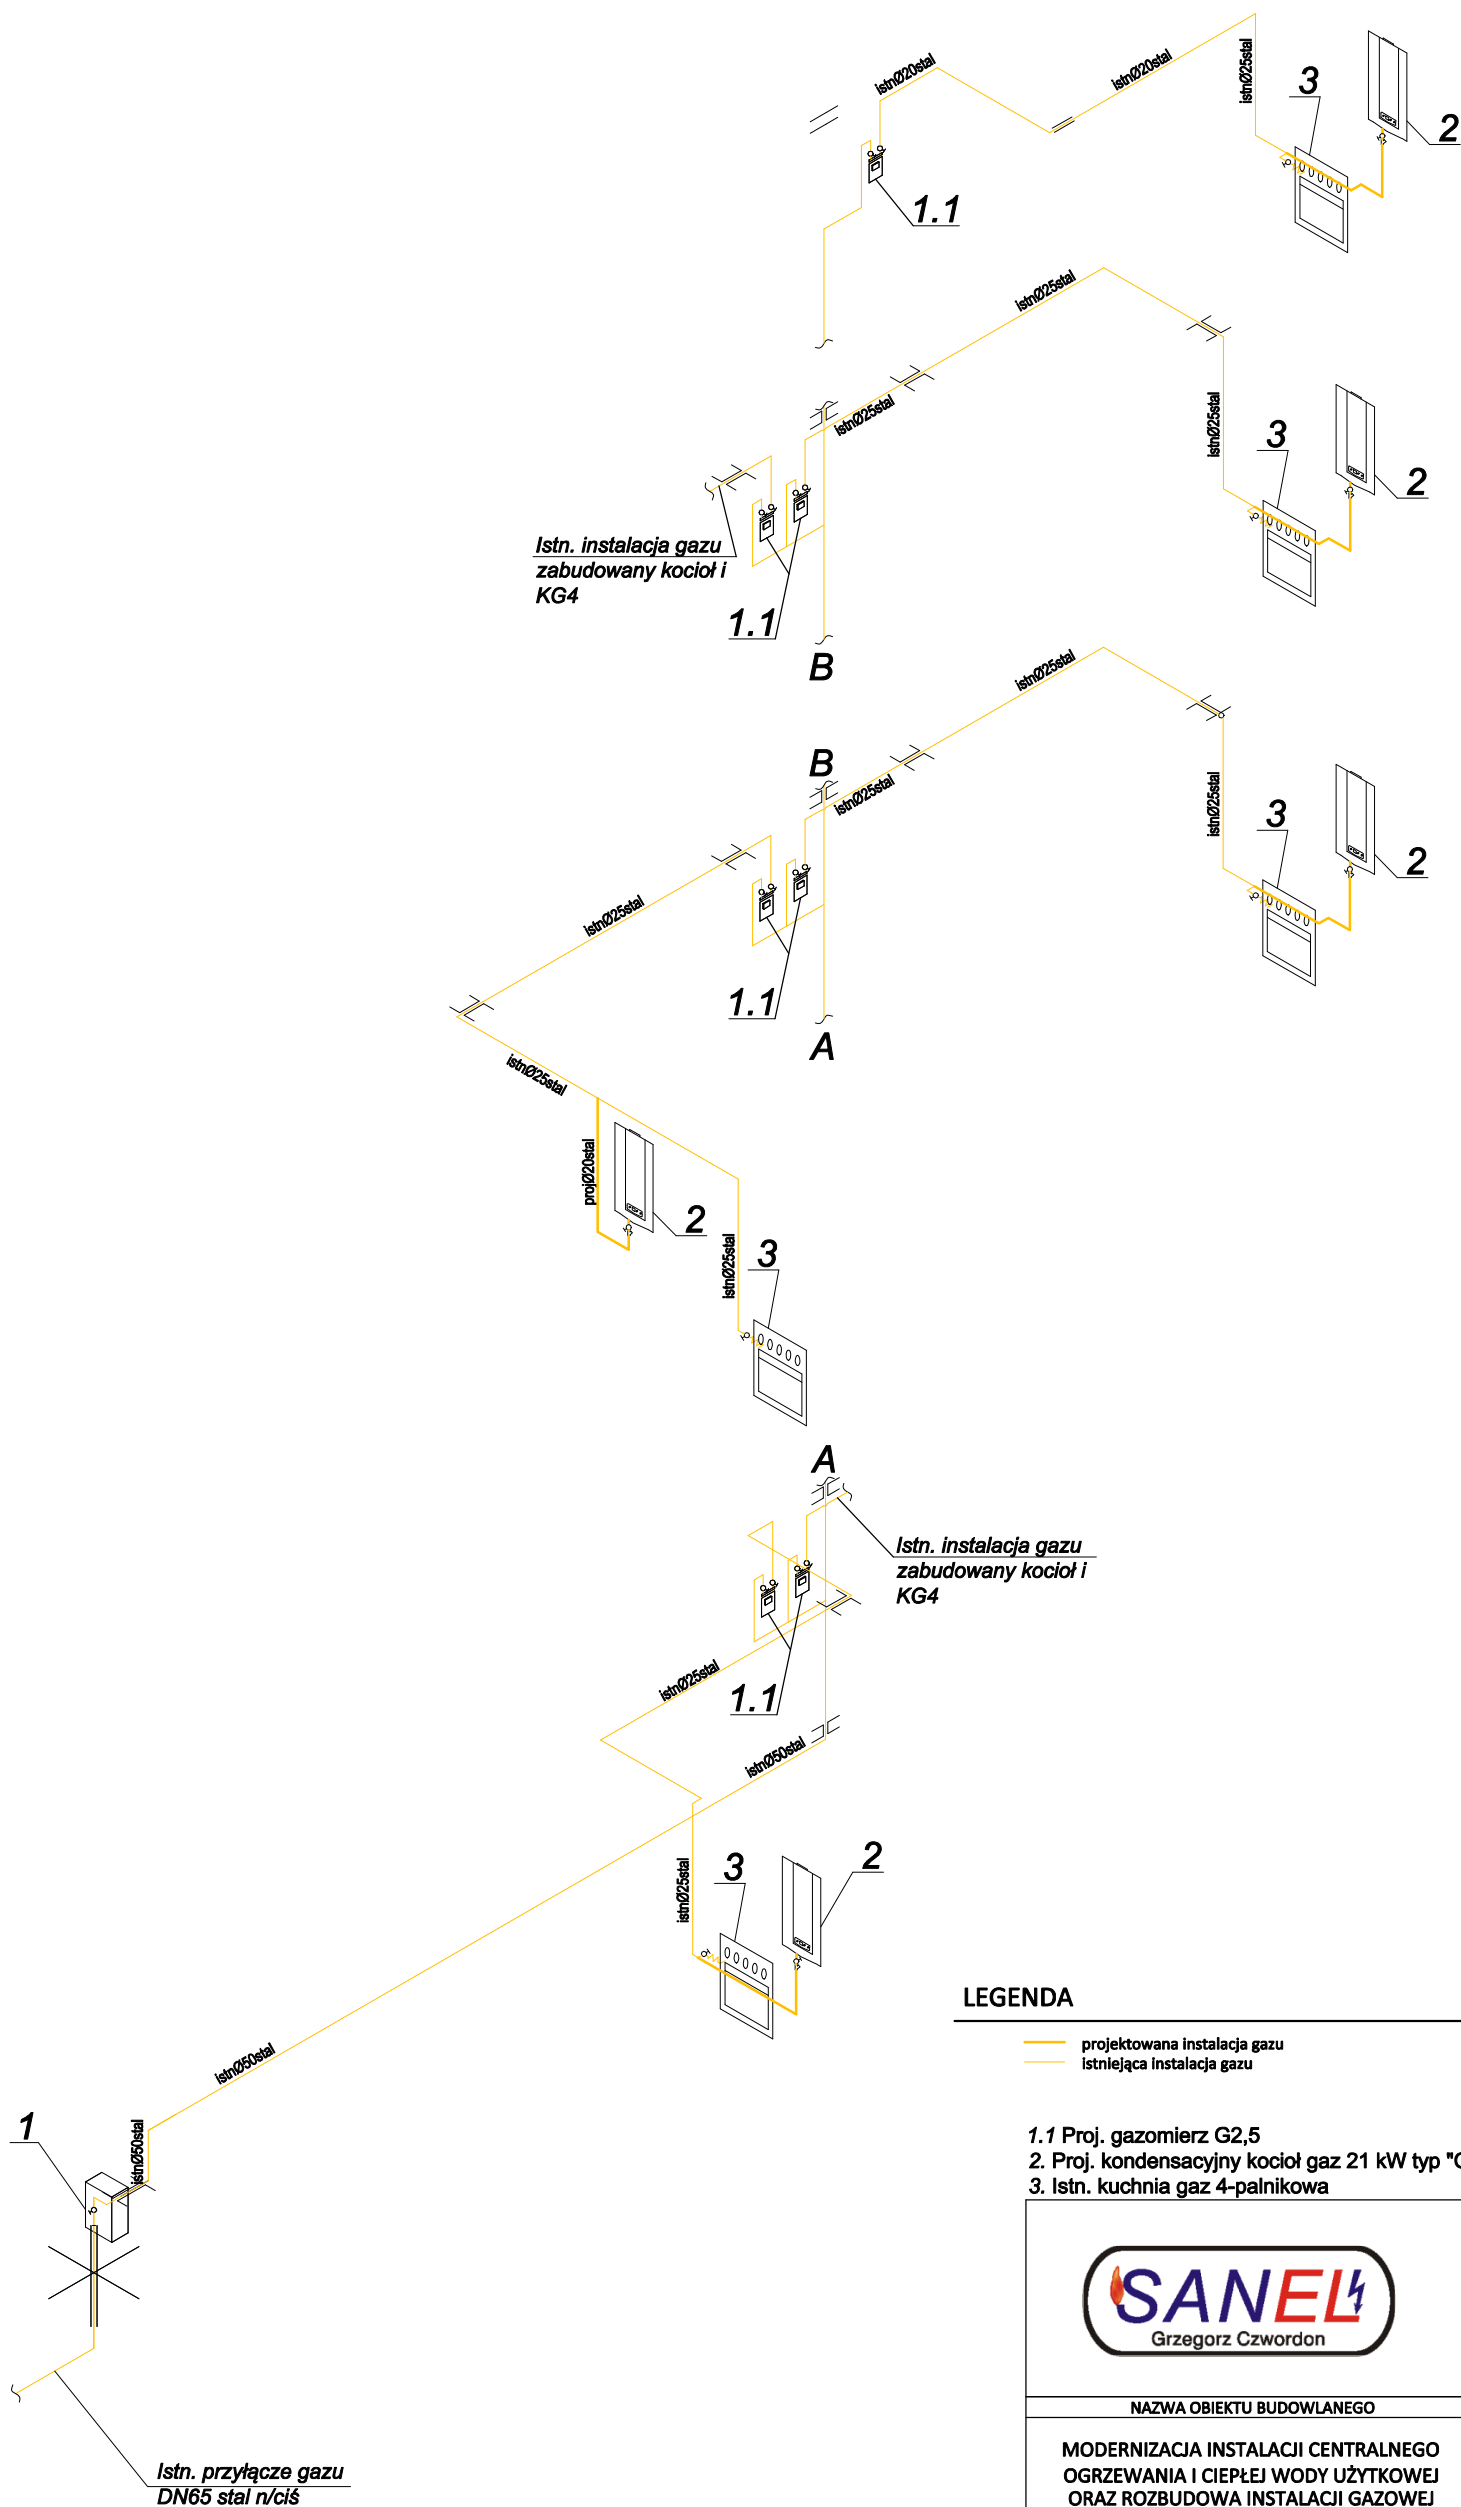 istnØ20stal
istnØ20stal
istnØ25stal
3
2
1.1
istnØ25stal
istnØ25stal
istnØ25stal
3
2
Istn. instalacja gazu
zabudowany kocioł i
KG4
1.1
B
istnØ25stal
B
istnØ25stal
istnØ25stal
3
2
istnØ25stal
1.1
A
istnØ25stal
projØ20stal
2
istnØ25stal
3
A
Istn. instalacja gazu
zabudowany kocioł i
KG4
istnØ25stal
1.1
istnØ50stal
istnØ25stal
3
2
LEGENDA
projektowana instalacja gazu
istniejąca instalacja gazu
istnØ50stal
1
istnØ50stal
1.1 Proj. gazomierz G2,5
2. Proj. kondensacyjny kocioł gaz 21 kW typ "C
3. Istn. kuchnia gaz 4-palnikowa
SANEL
Grzegorz Czwordon
NAZWA OBIEKTU BUDOWLANEGO
MODERNIZACJA INSTALACJI CENTRALNEGO
OGRZEWANIA I CIEPŁEJ WODY UŻYTKOWEJ
ORAZ ROZBUDOWA INSTALACJI GAZOWEJ
Istn. przyłącze gazu
DN65 stal n/ciś